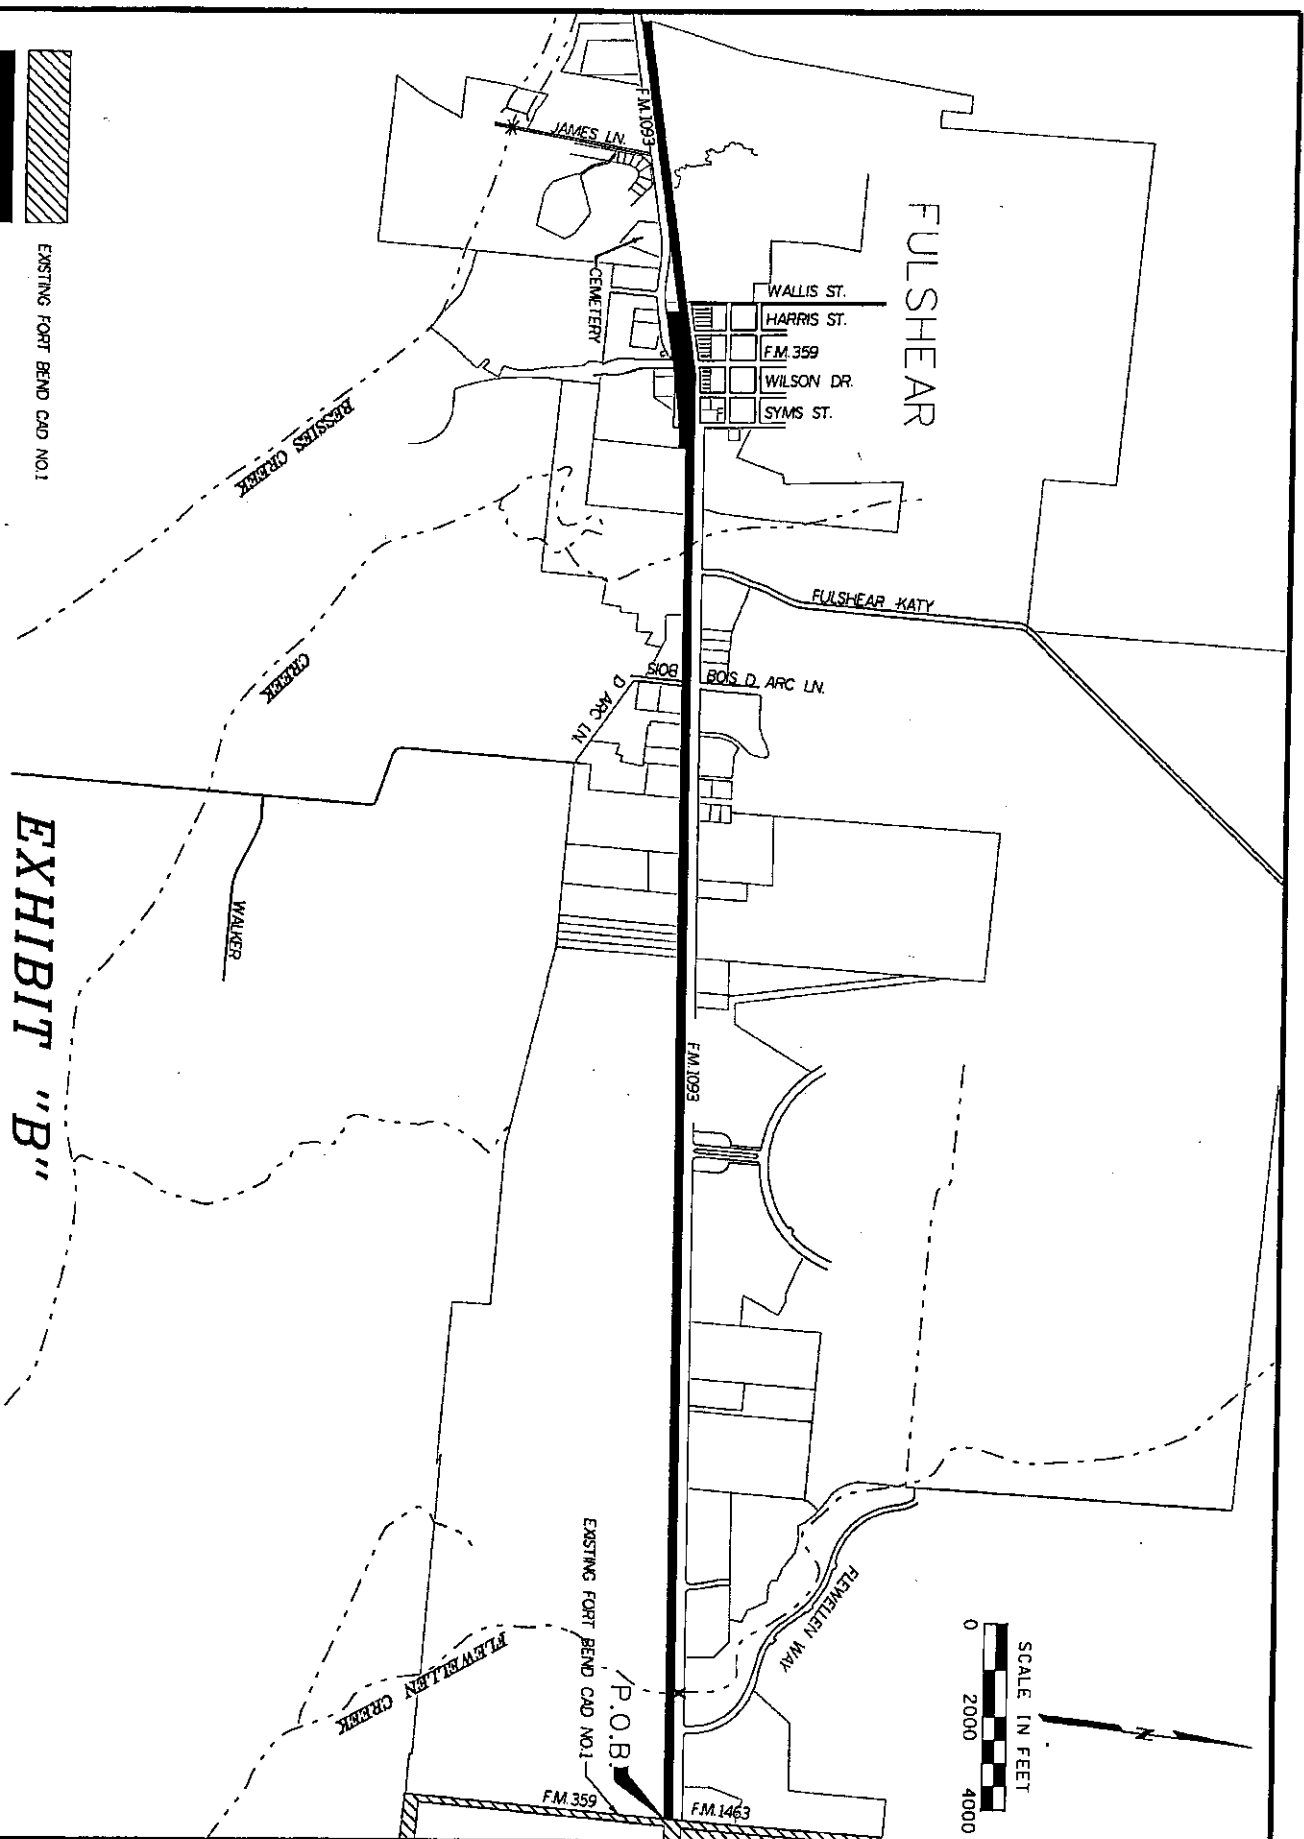 FULSHEAR
F.M. 1093
JAMES LN.
CEMETERY
WALLIS ST.
HARRIS ST.
F.M. 359
WILSON DR.
SYMS ST.
BESSIES CREEK
CREEK
FULSHEAR -KATY
BOIS D ARC LN.
BOIS D. ARC LN.
WALKER
F.M. 1093
FLEWELLEN WAY
FLEWELLEN CREEK
EXISTING FORT BEND CAD NO.1
P.O.B.
F.M. 359
F.M. 1463
SCALE IN FEET
0 2000 4000
N
EXISTING FORT BEND CAD NO.1
EXHIBIT "B"